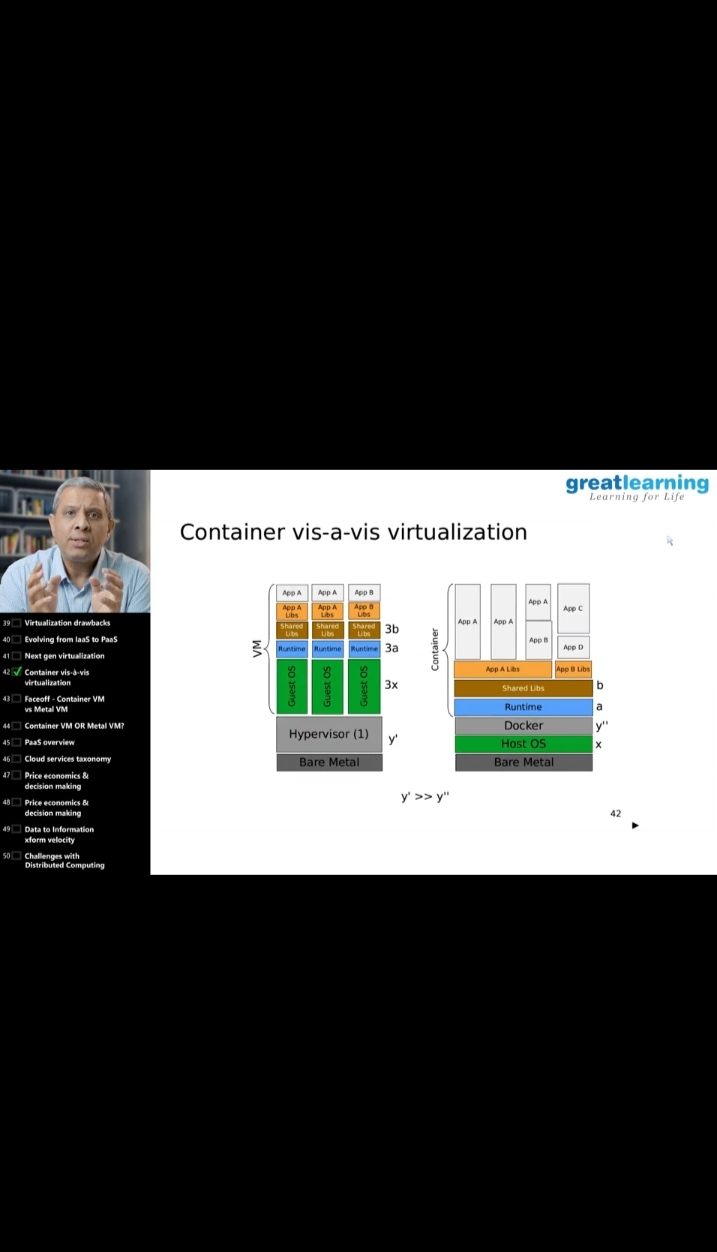 greatlearning
Learning for Life
Container vis-a-vis virtualization
39 Virtualization drawbacks
40 Evolving from IaaS to PaaS
41 Next gen virtualization
42 Container vis-à-vis
virtualization
43 Faceoff - Container VM
vs Metal VM
44 Container VM OR Metal VM?
45 PaaS overview
46 Cloud services taxonomy
47 Price economics &
decision making
48 Price economics &
decision making
49 Data to Information
xform velocity
50 Challenges with
Distributed Computing
VM
App A App A App B
App A Libs App A Libs App B Libs
Shared Libs Shared Libs Shared Libs 3b
Runtime Runtime Runtime 3a
Guest OS Guest OS Guest OS 3x
Hypervisor (1) y'
Bare Metal
Container
App A App A App A App C
App B App D
App A Libs App B Libs
Shared Libs b
Runtime a
Docker y''
Host OS x
Bare Metal
y' >> y''
42